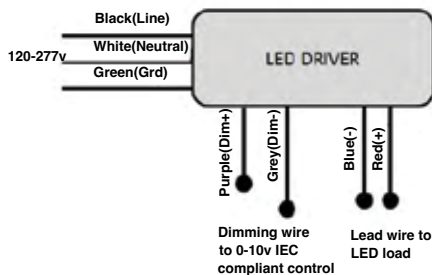 Black(Line)
White(Neutral)
120-277v
Green(Grd)
LED DRIVER
Purple(Dim+)
Grey(Dim-)
Blue(-)
Red(+)
Dimming wire
to 0-10v IEC
compliant control
Lead wire to
LED load